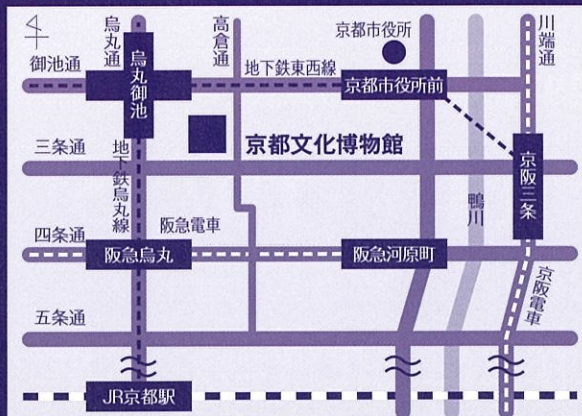 烏丸通
高倉通
京都市役所
川端通
御池通
烏丸御池
地下鉄東西線
京都市役所前
三条通
地下鉄烏丸線
京都文化博物館
京阪三条
鴨川
阪急電車
四条通
阪急烏丸
阪急河原町
京阪電車
五条通
JR京都駅